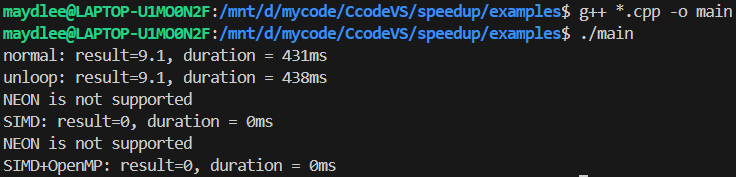 maydlee@LAPTOP-U1MO0N2F:/mnt/d/mycode/CcodeVS/speedup/examples$ g++ *.cpp -o main
maydlee@LAPTOP-U1MO0N2F:/mnt/d/mycode/CcodeVS/speedup/examples$ ./main
normal: result=9.1, duration = 431ms
unloop: result=9.1, duration = 438ms
NEON is not supported
SIMD: result=0, duration = 0ms
NEON is not supported
SIMD+OpenMP: result=0, duration = 0ms